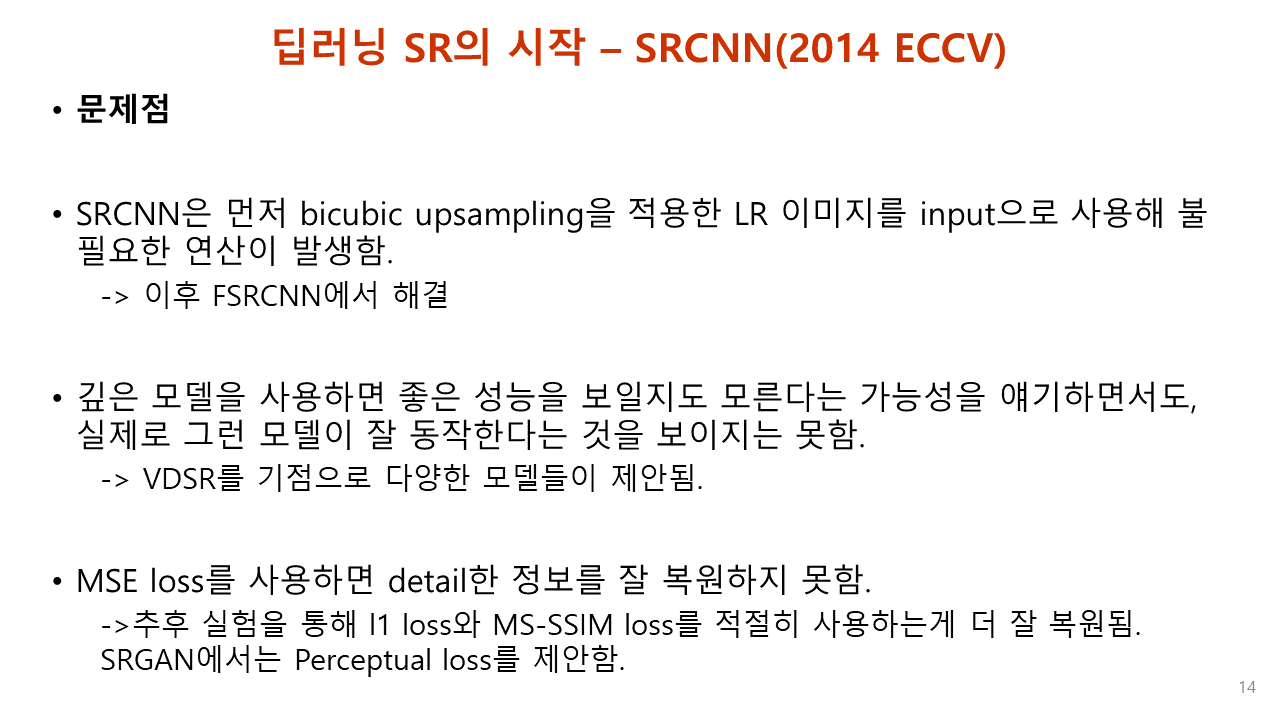 딥러닝 SR의 시작 – SRCNN(2014 ECCV)
• 문제점
• SRCNN은 먼저 bicubic upsampling을 적용한 LR 이미지를 input으로 사용해 불
필요한 연산이 발생함.
-> 이후 FSRCNN에서 해결
• 깊은 모델을 사용하면 좋은 성능을 보일지도 모른다는 가능성을 얘기하면서도,
실제로 그런 모델이 잘 동작한다는 것을 보이지는 못함.
-> VDSR를 기점으로 다양한 모델들이 제안됨.
• MSE loss를 사용하면 detail한 정보를 잘 복원하지 못함.
->추후 실험을 통해 l1 loss와 MS-SSIM loss를 적절히 사용하는게 더 잘 복원됨.
SRGAN에서는 Perceptual loss를 제안함.
14